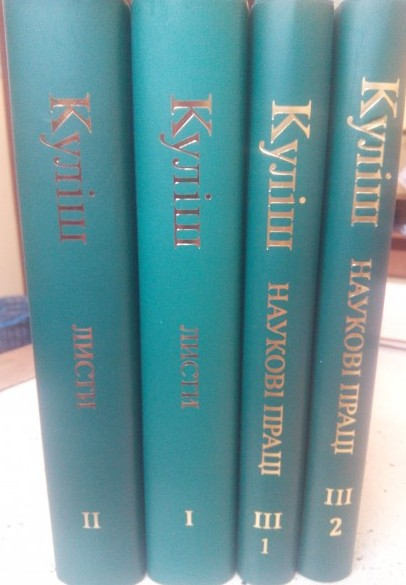 Куліш
ЛИСТИ
II
Куліш
ЛИСТИ
I
Куліш
НАУКОВІ ПРАЦІ
III
1
Куліш
НАУКОВІ ПРАЦІ
III
2